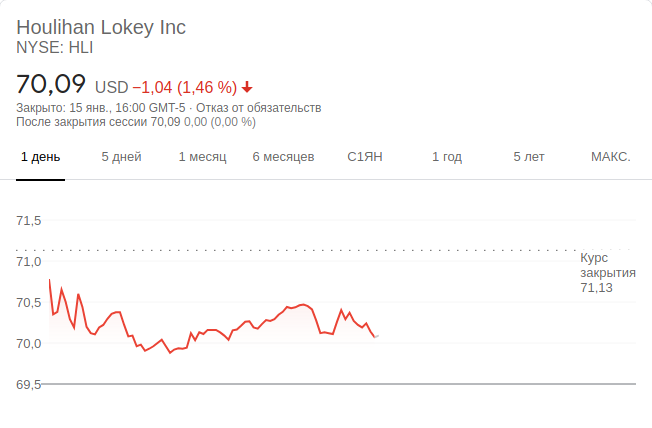 Houlihan Lokey Inc
NYSE: HLI
70,09 USD −1,04 (1,46 %)
Закрыто: 15 янв., 16:00 GMT-5 · Отказ от обязательств
После закрытия сессии 70,09 0,00 (0,00 %)
1 день 5 дней 1 месяц 6 месяцев С1ЯН 1 год 5 лет МАКС.
71,5
71,0
70,5
70,0
69,5
Курс
закрытия
71,13